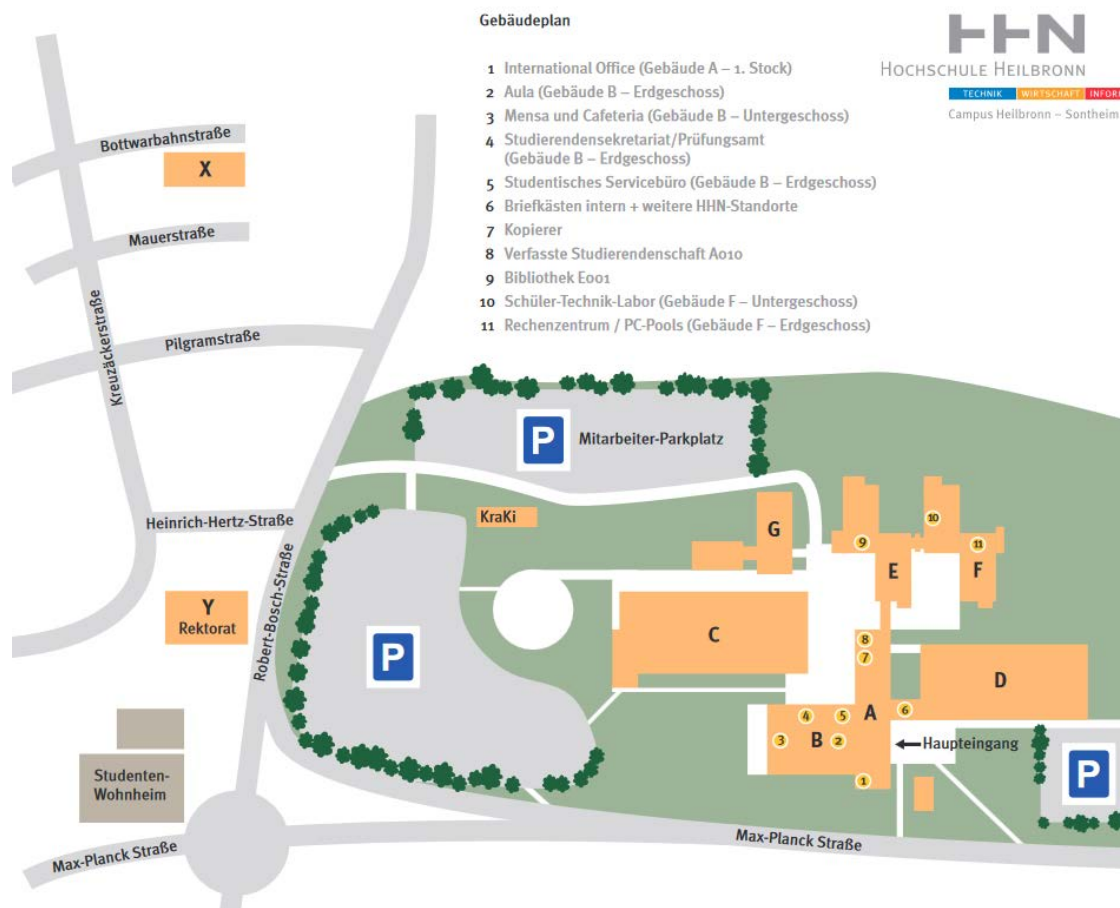 Gebäudeplan
1 International Office (Gebäude A – 1. Stock)
2 Aula (Gebäude B – Erdgeschoss)
3 Mensa und Cafeteria (Gebäude B – Untergeschoss)
4 Studierendensekretariat/Prüfungsamt
(Gebäude B – Erdgeschoss)
5 Studentisches Servicebüro (Gebäude B – Erdgeschoss)
6 Briefkästen intern + weitere HHN-Standorte
7 Kopierer
8 Verfasste Studierendenschaft A010
9 Bibliothek E001
10 Schüler-Technik-Labor (Gebäude F – Untergeschoss)
11 Rechenzentrum / PC-Pools (Gebäude F – Erdgeschoss)
HHN
HOCHSCHULE HEILBRONN
TECHNIK WIRTSCHAFT INFOR
Campus Heilbronn – Sontheim
Bottwarbahnstraße
X
Mauerstraße
Kreuzäckerstraße
Pilgramstraße
P Mitarbeiter-Parkplatz
Heinrich-Hertz-Straße
KraKi
G
10
9
11
E
F
Y
Rektorat
Robert-Bosch-Straße
P
C
8
7
D
A
6
4
5
3
B
2
Haupteingang
1
P
Studenten-
Wohnheim
Max-Planck Straße
Max-Planck Straße